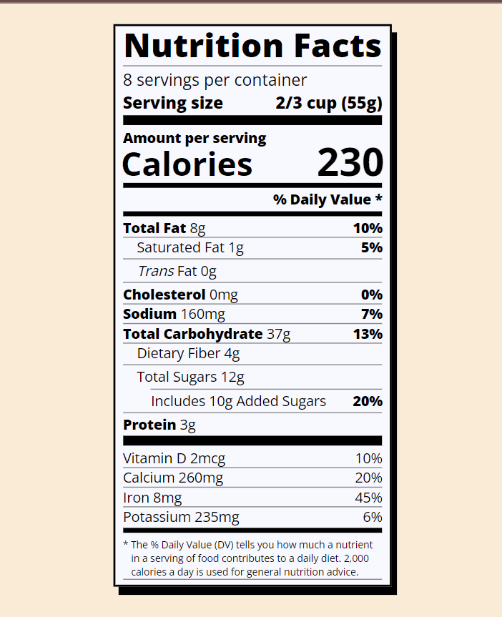 Nutrition Facts
8 servings per container
Serving size 2/3 cup (55g)
Amount per serving
Calories 230
% Daily Value *
Total Fat 8g 10%
Saturated Fat 1g 5%
Trans Fat 0g
Cholesterol 0mg 0%
Sodium 160mg 7%
Total Carbohydrate 37g 13%
Dietary Fiber 4g
Total Sugars 12g
Includes 10g Added Sugars 20%
Protein 3g
Vitamin D 2mcg 10%
Calcium 260mg 20%
Iron 8mg 45%
Potassium 235mg 6%
* The % Daily Value (DV) tells you how much a nutrient
in a serving of food contributes to a daily diet. 2,000
calories a day is used for general nutrition advice.